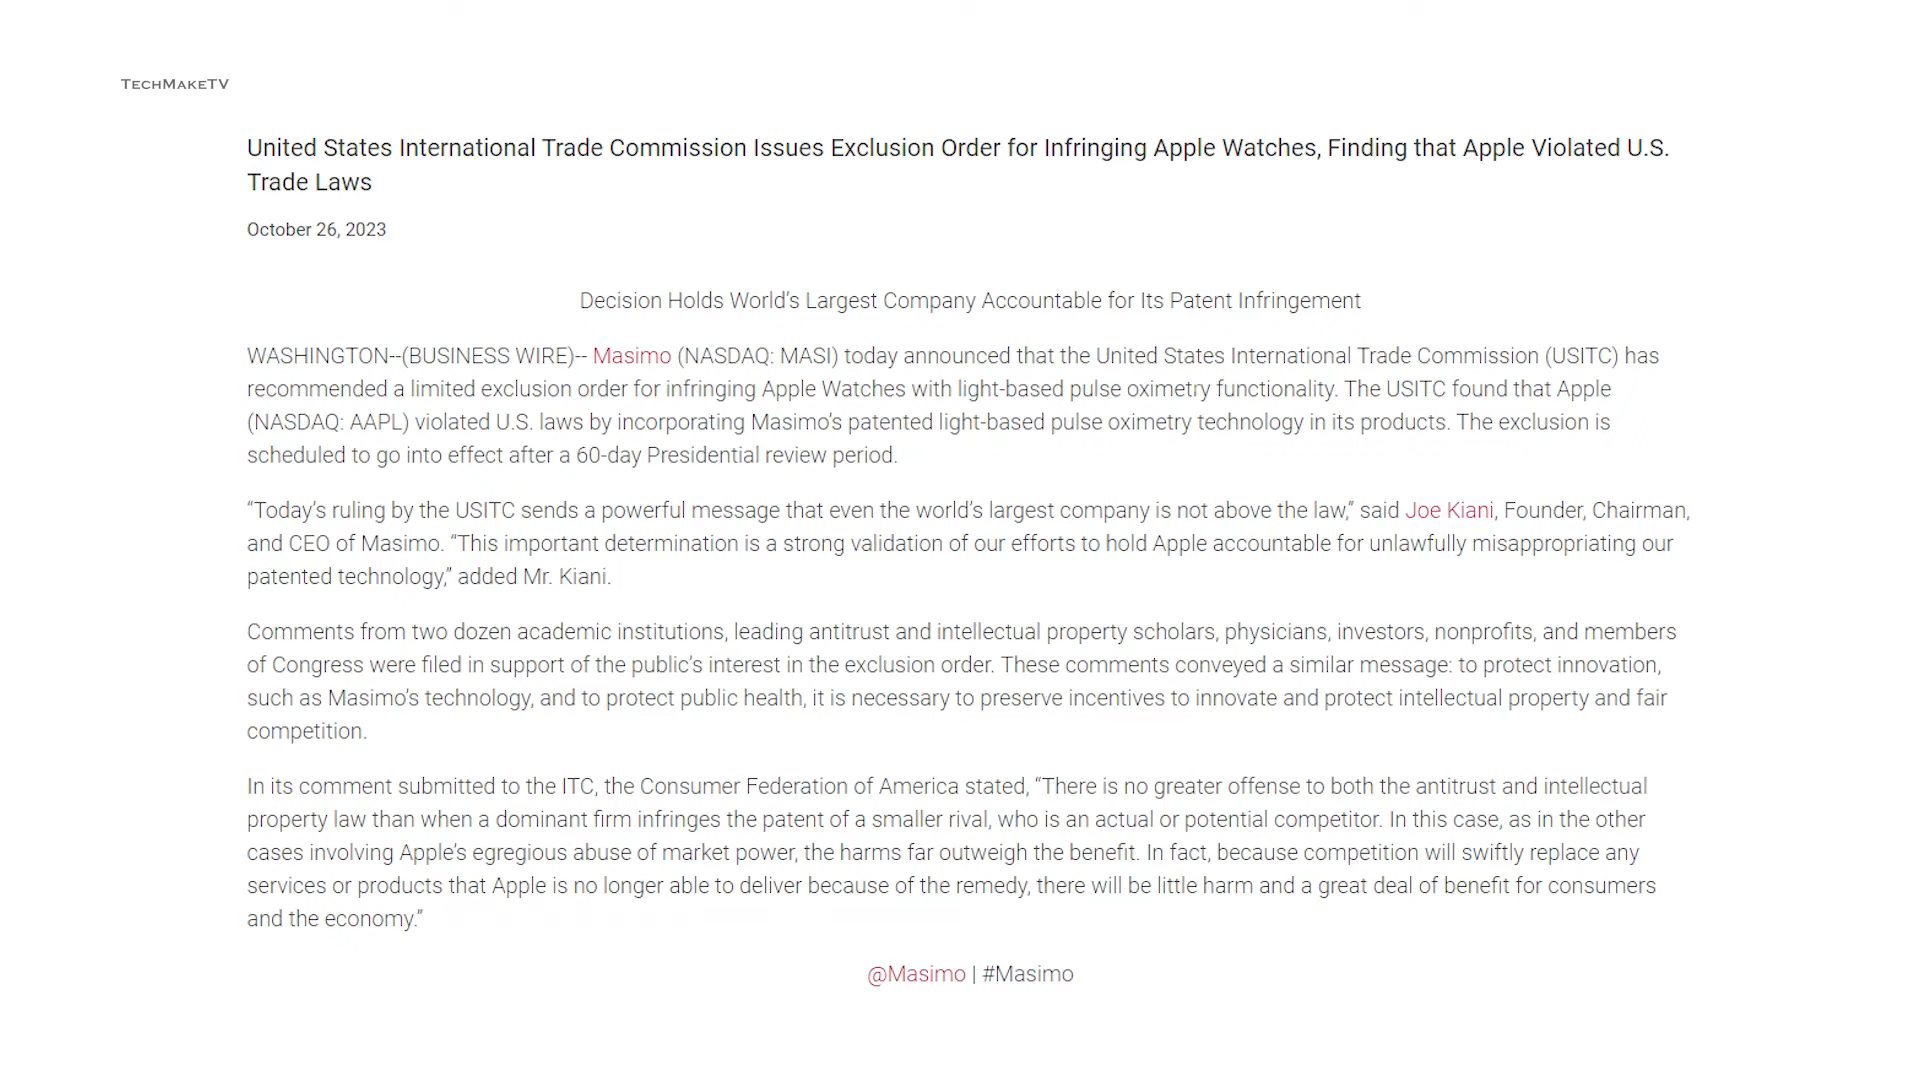 TechMakeTV
United States International Trade Commission Issues Exclusion Order for Infringing Apple Watches, Finding that Apple Violated U.S.
Trade Laws
October 26, 2023
Decision Holds World’s Largest Company Accountable for Its Patent Infringement
WASHINGTON--(BUSINESS WIRE)-- Masimo (NASDAQ: MASI) today announced that the United States International Trade Commission (USITC) has
recommended a limited exclusion order for infringing Apple Watches with light-based pulse oximetry functionality. The USITC found that Apple
(NASDAQ: AAPL) violated U.S. laws by incorporating Masimo’s patented light-based pulse oximetry technology in its products. The exclusion is
scheduled to go into effect after a 60-day Presidential review period.
“Today’s ruling by the USITC sends a powerful message that even the world’s largest company is not above the law,” said Joe Kiani, Founder, Chairman,
and CEO of Masimo. “This important determination is a strong validation of our efforts to hold Apple accountable for unlawfully misappropriating our
patented technology,” added Mr. Kiani.
Comments from two dozen academic institutions, leading antitrust and intellectual property scholars, physicians, investors, nonprofits, and members
of Congress were filed in support of the public’s interest in the exclusion order. These comments conveyed a similar message: to protect innovation,
such as Masimo’s technology, and to protect public health, it is necessary to preserve incentives to innovate and protect intellectual property and fair
competition.
In its comment submitted to the ITC, the Consumer Federation of America stated, “There is no greater offense to both the antitrust and intellectual
property law than when a dominant firm infringes the patent of a smaller rival, who is an actual or potential competitor. In this case, as in the other
cases involving Apple’s egregious abuse of market power, the harms far outweigh the benefit. In fact, because competition will swiftly replace any
services or products that Apple is no longer able to deliver because of the remedy, there will be little harm and a great deal of benefit for consumers
and the economy.”
@Masimo | #Masimo